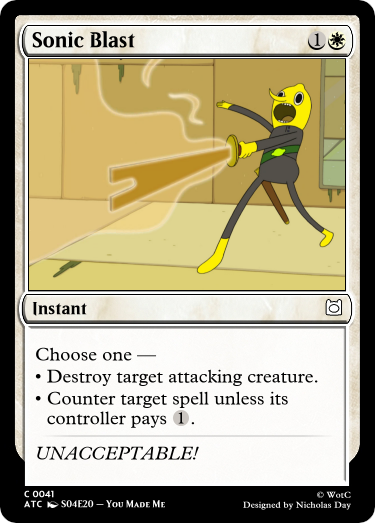 Sonic Blast 1
Instant
Choose one —
• Destroy target attacking creature.
• Counter target spell unless its
controller pays 1.
UNACCEPTABLE!
C 0041 © WotC
ATC S04E20 – You Made Me Designed by Nicholas Day